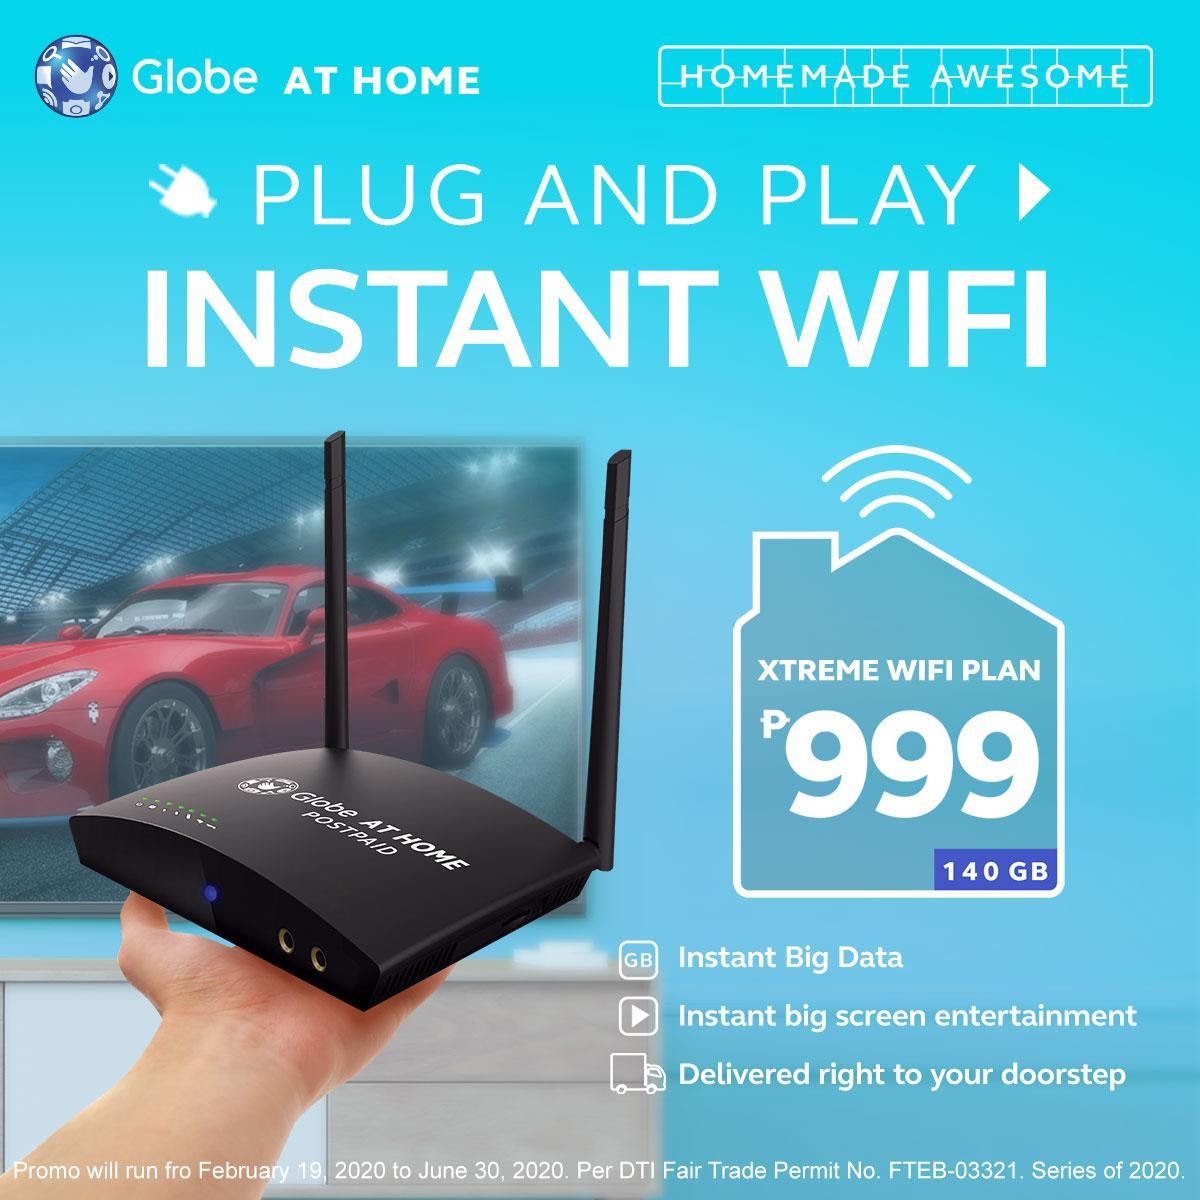 Globe AT HOME
HOMEMADE AWESOME
PLUG AND PLAY
INSTANT WIFI
XTREME WIFI PLAN
₱999
140 GB
Globe AT HOME
POSTPAID
GB Instant Big Data
Instant big screen entertainment
Delivered right to your doorstep
Promo will run fro February 19, 2020 to June 30, 2020. Per DTI Fair Trade Permit No. FTEB-03321. Series of 2020.